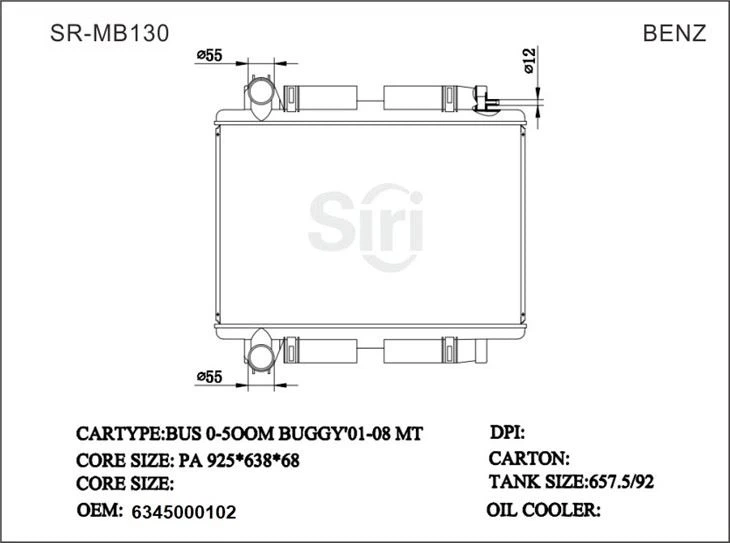 SR-MB130
BENZ
ø55
ø12
Siri
ø55
CARTYPE:BUS 0-5OOM BUGGY'01-08 MT
DPI:
CORE SIZE: PA 925*638*68
CARTON:
CORE SIZE:
TANK SIZE:657.5/92
OEM: 6345000102
OIL COOLER: